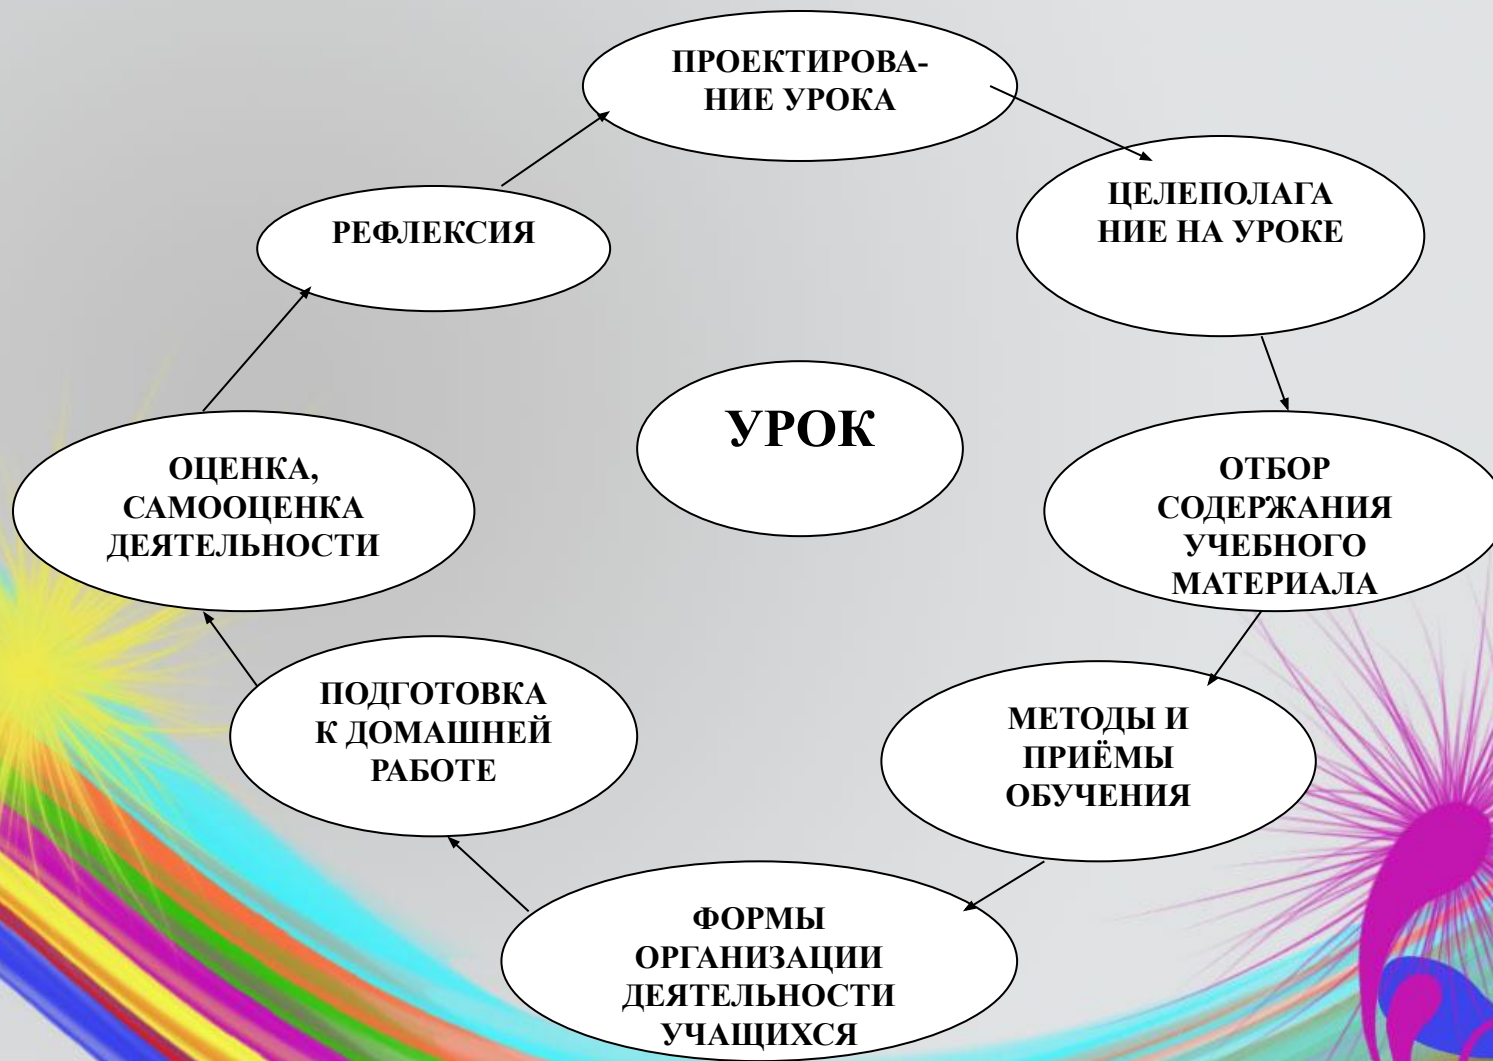 ПРОЕКТИРОВА-
НИЕ УРОКА
ЦЕЛЕПОЛАГА
НИЕ НА УРОКЕ
РЕФЛЕКСИЯ
УРОК
ОЦЕНКА,
САМООЦЕНКА
ДЕЯТЕЛЬНОСТИ
ОТБОР
СОДЕРЖАНИЯ
УЧЕБНОГО
МАТЕРИАЛА
ПОДГОТОВКА
К ДОМАШНЕЙ
РАБОТЕ
МЕТОДЫ И
ПРИЁМЫ
ОБУЧЕНИЯ
ФОРМЫ
ОРГАНИЗАЦИИ
ДЕЯТЕЛЬНОСТИ
УЧАЩИХСЯ